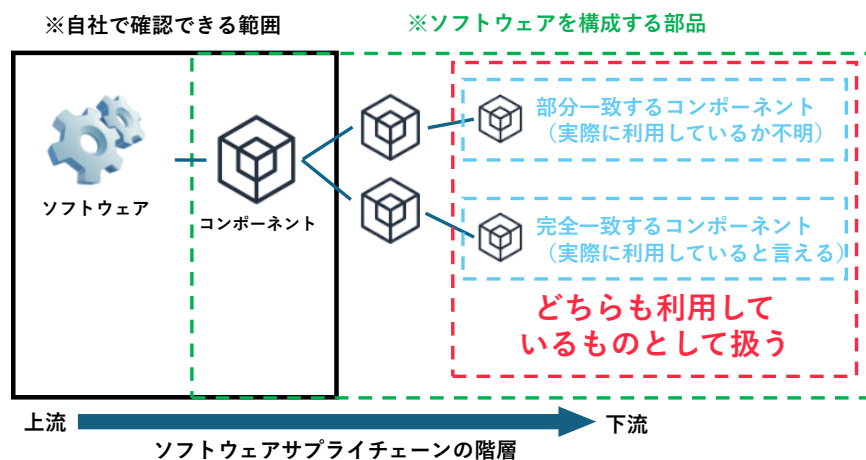 ※自社で確認できる範囲
※ソフトウェアを構成する部品
部分一致するコンポーネント
（実際に利用しているか不明）
ソフトウェア
コンポーネント
完全一致するコンポーネント
（実際に利用していると言える）
どちらも利用して
いるものとして扱う
上流
下流
ソフトウェアサプライチェーンの階層